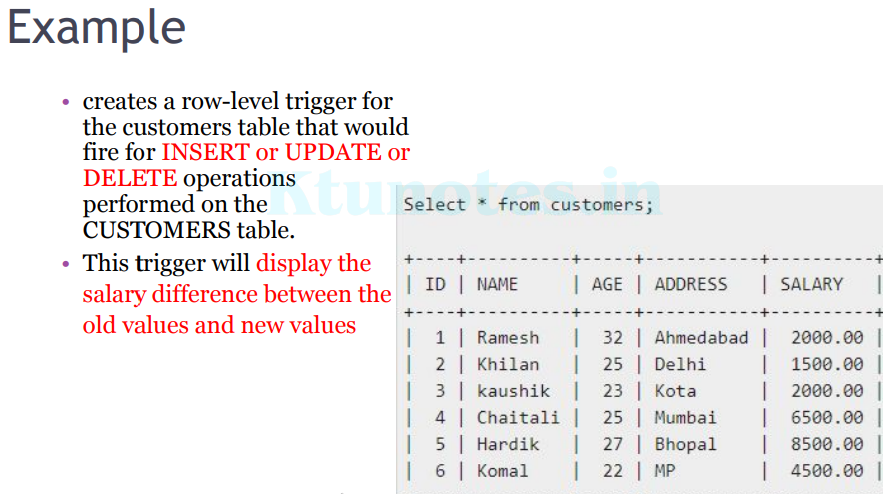 Example
• creates a row-level trigger for
the customers table that would
fire for INSERT or UPDATE or
DELETE operations
performed on the
CUSTOMERS table.
• This trigger will display the
salary difference between the
old values and new values
Ktunotes.in
Select * from customers;
+----+----------+-----+-----------+----------+
| ID | NAME | AGE | ADDRESS | SALARY |
+----+----------+-----+-----------+----------+
| 1 | Ramesh | 32 | Ahmedabad | 2000.00 |
| 2 | Khilan | 25 | Delhi | 1500.00 |
| 3 | kaushik | 23 | Kota | 2000.00 |
| 4 | Chaitali | 25 | Mumbai | 6500.00 |
| 5 | Hardik | 27 | Bhopal | 8500.00 |
| 6 | Komal | 22 | MP | 4500.00 |